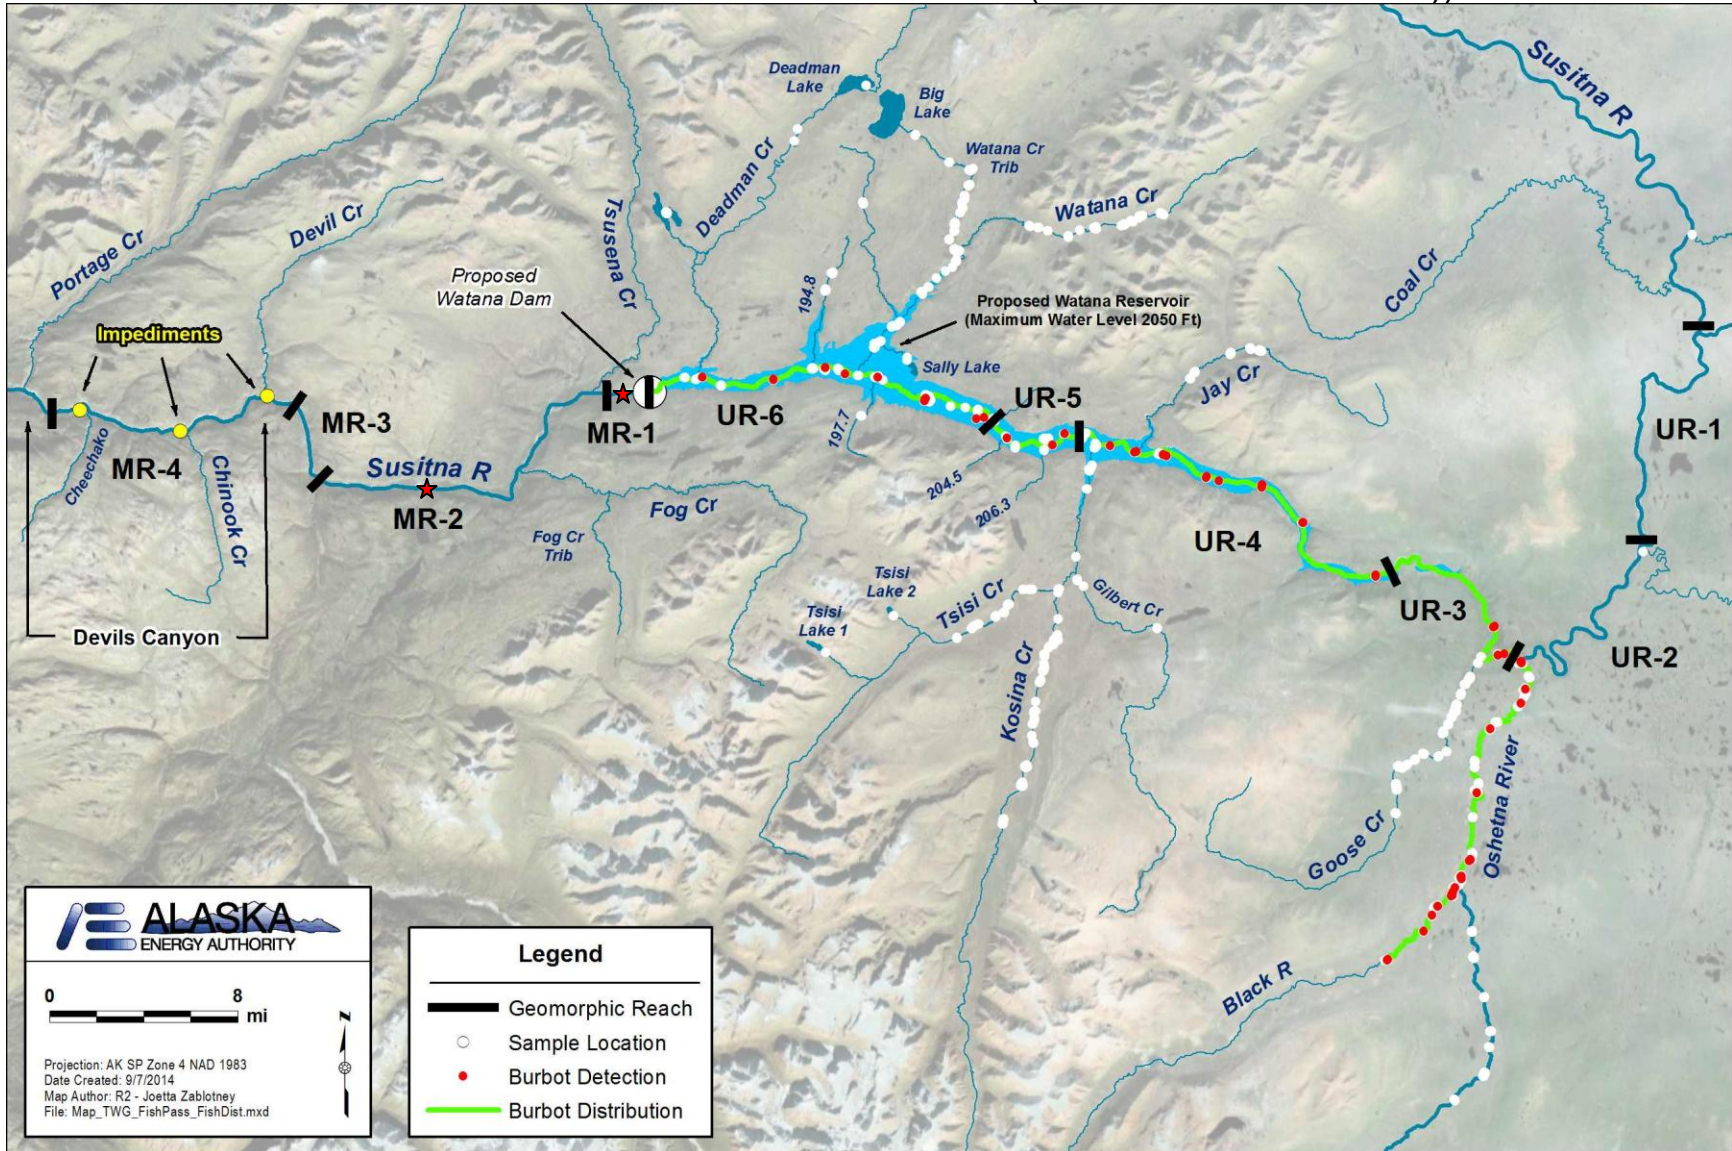 Susitna R
Deadman
Lake
Big
Lake
Watana Cr
Trib
Deadman Cr
Watana Cr
Tsusena Cr
Devil Cr
Portage Cr
Coal Cr
Proposed
Watana Dam
194.8
Proposed Watana Reservoir
(Maximum Water Level 2050 Ft)
Impediments
Sally Lake
Jay Cr
UR-5
MR-3
MR-1
UR-6
197.7
UR-1
MR-4
Cheechako
Chinook Cr
Susitna R
MR-2
Fog Cr
204.5
206.3
Fog Cr
Trib
UR-4
Tsisi
Lake 2
Tsisi Cr
Gilbert Cr
UR-3
Tsisi
Lake 1
Devils Canyon
UR-2
Kosina Cr
Oshetna River
Goose Cr
Black R
ALASKA
ENERGY AUTHORITY
0 8
mi
N
Projection: AK SP Zone 4 NAD 1983
Date Created: 9/7/2014
Map Author: R2 - Joetta Zablotney
File: Map_TWG_FishPass_FishDist.mxd
Legend
Geomorphic Reach
Sample Location
Burbot Detection
Burbot Distribution